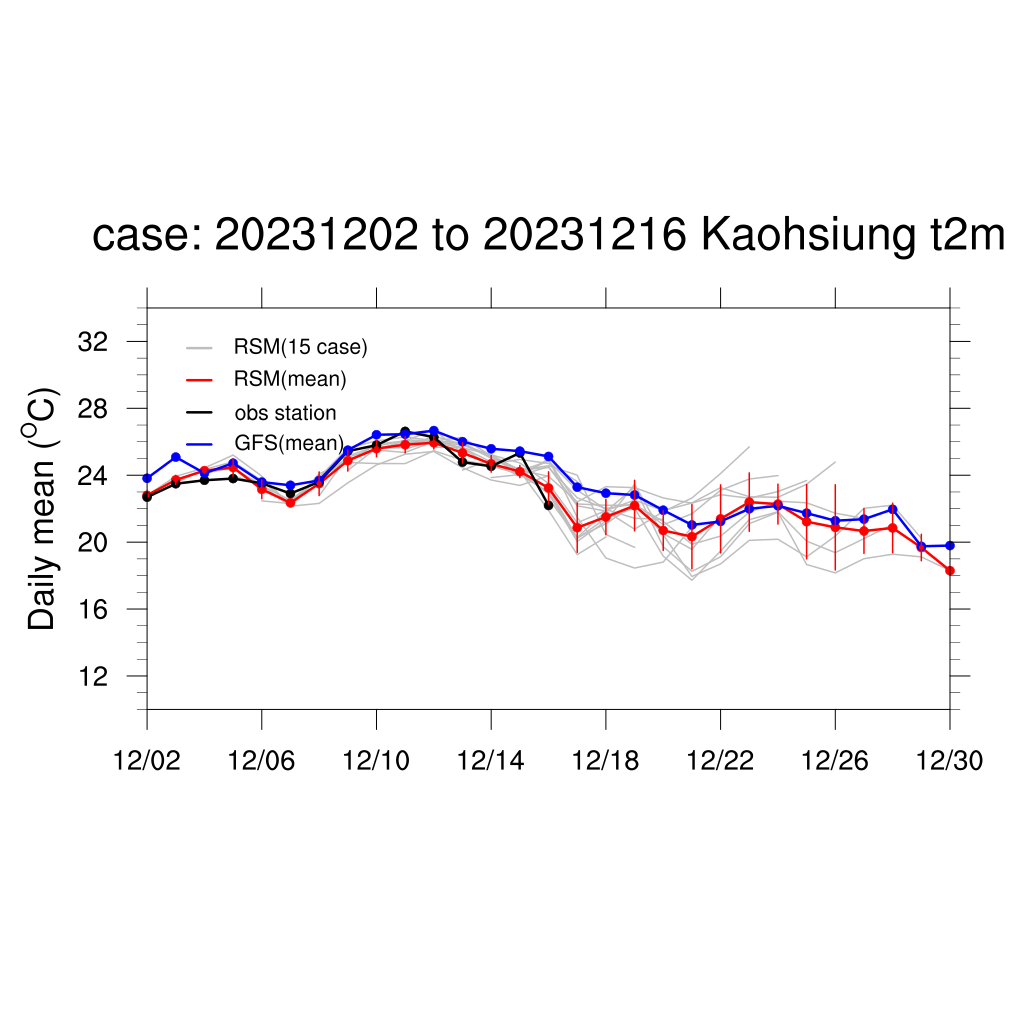 case: 20231202 to 20231216 Kaohsiung t2m
Daily mean (°C)
32
28
24
20
16
12
RSM(15 case)
RSM(mean)
obs station
GFS(mean)
12/02 12/06 12/10 12/14 12/18 12/22 12/26 12/30